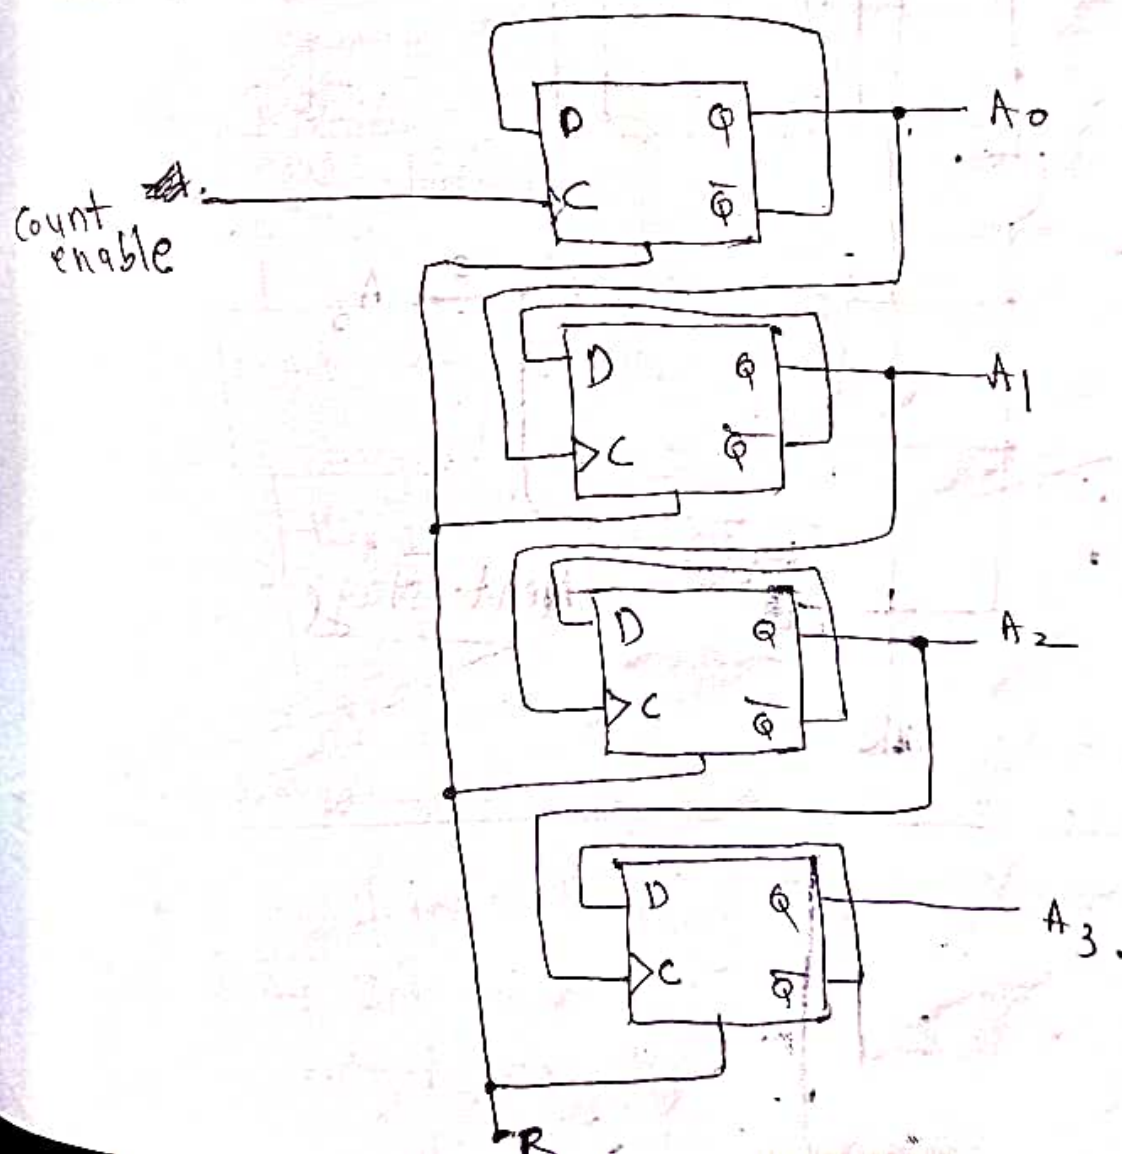 D Q A0
count
enable
C Q̅
D Q A1
C Q̅
D Q A2
C Q̅
D Q
A3.
C Q̅
R